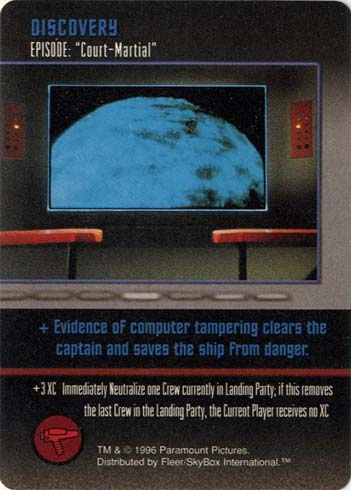 DISCOVERY
EPISODE: "Court-Martial"
+ Evidence of computer tampering clears the
captain and saves the ship from danger.
+3 XC Immediately Neutralize one Crew currently in Landing Party; if this removes
the last Crew in the Landing Party, the Current Player receives no XC
TM & © 1996 Paramount Pictures.
Distributed by Fleer/SkyBox International.™